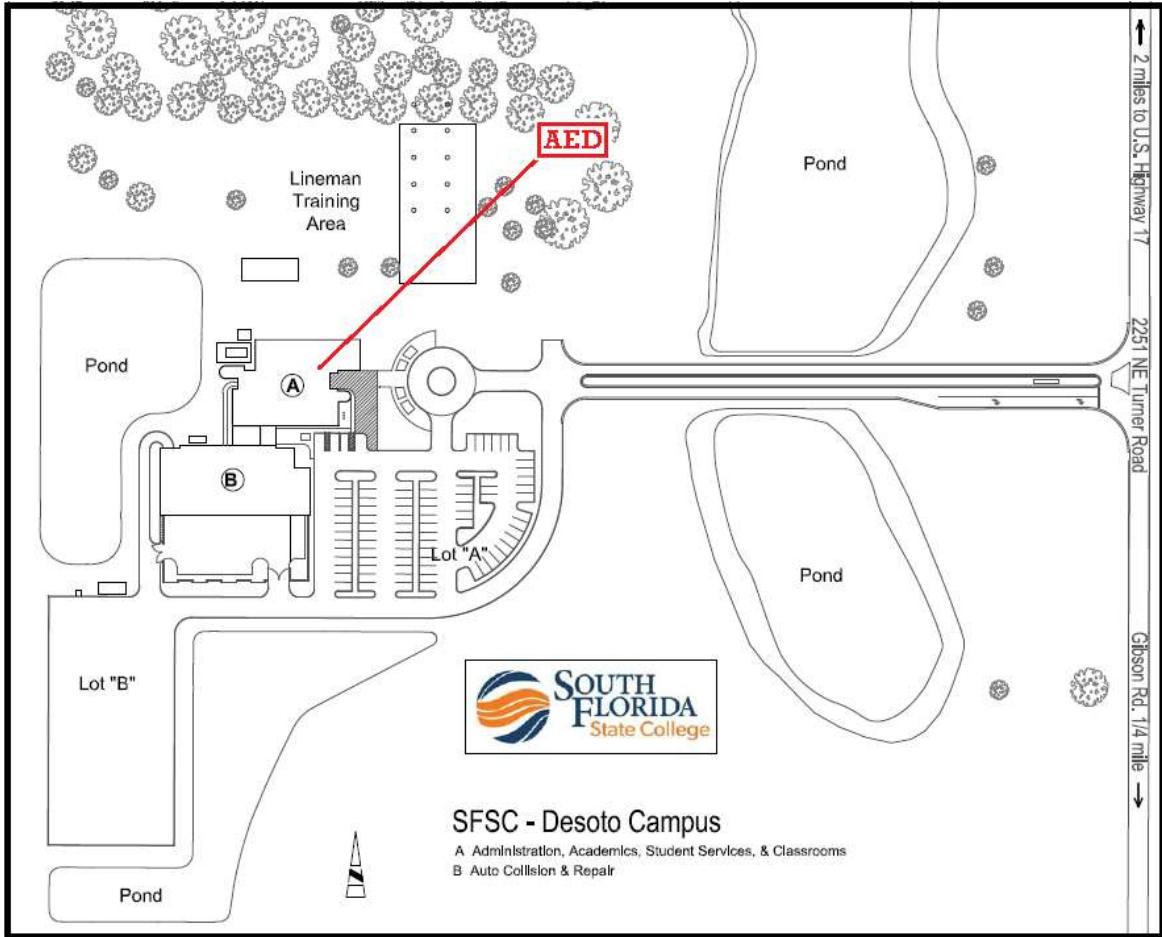 AED
Pond
Lineman
Training
Area
Pond
A
B
Lot "A"
Pond
Lot "B"
Pond
2 miles to U.S. Highway 17
2251 NE Turner Road
Gibson Rd. 1/4 mile
SOUTH
FLORIDA
State College
SFSC - Desoto Campus
A Administration, Academics, Student Services, & Classrooms
B Auto Collision & Repair
N